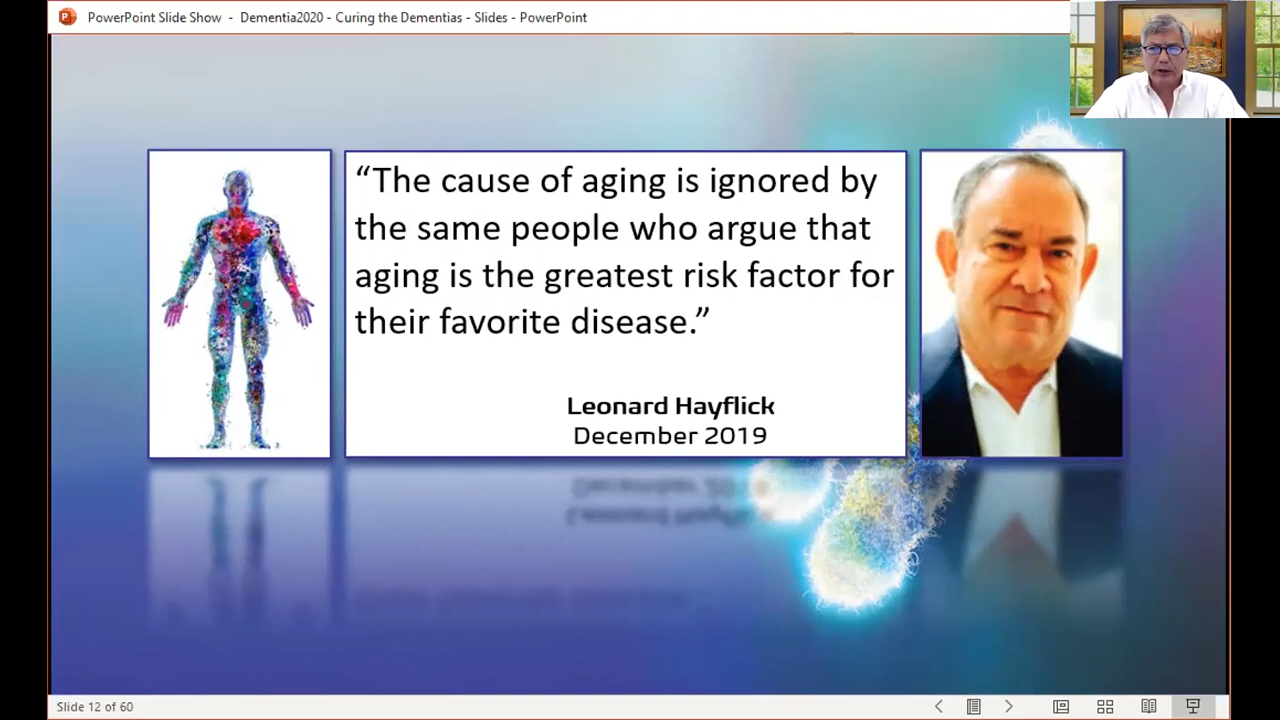 PowerPoint Slide Show - Dementia2020 - Curing the Dementias - Slides - PowerPoint
“The cause of aging is ignored by
the same people who argue that
aging is the greatest risk factor for
their favorite disease.”
Leonard Hayflick
December 2019
Slide 12 of 60